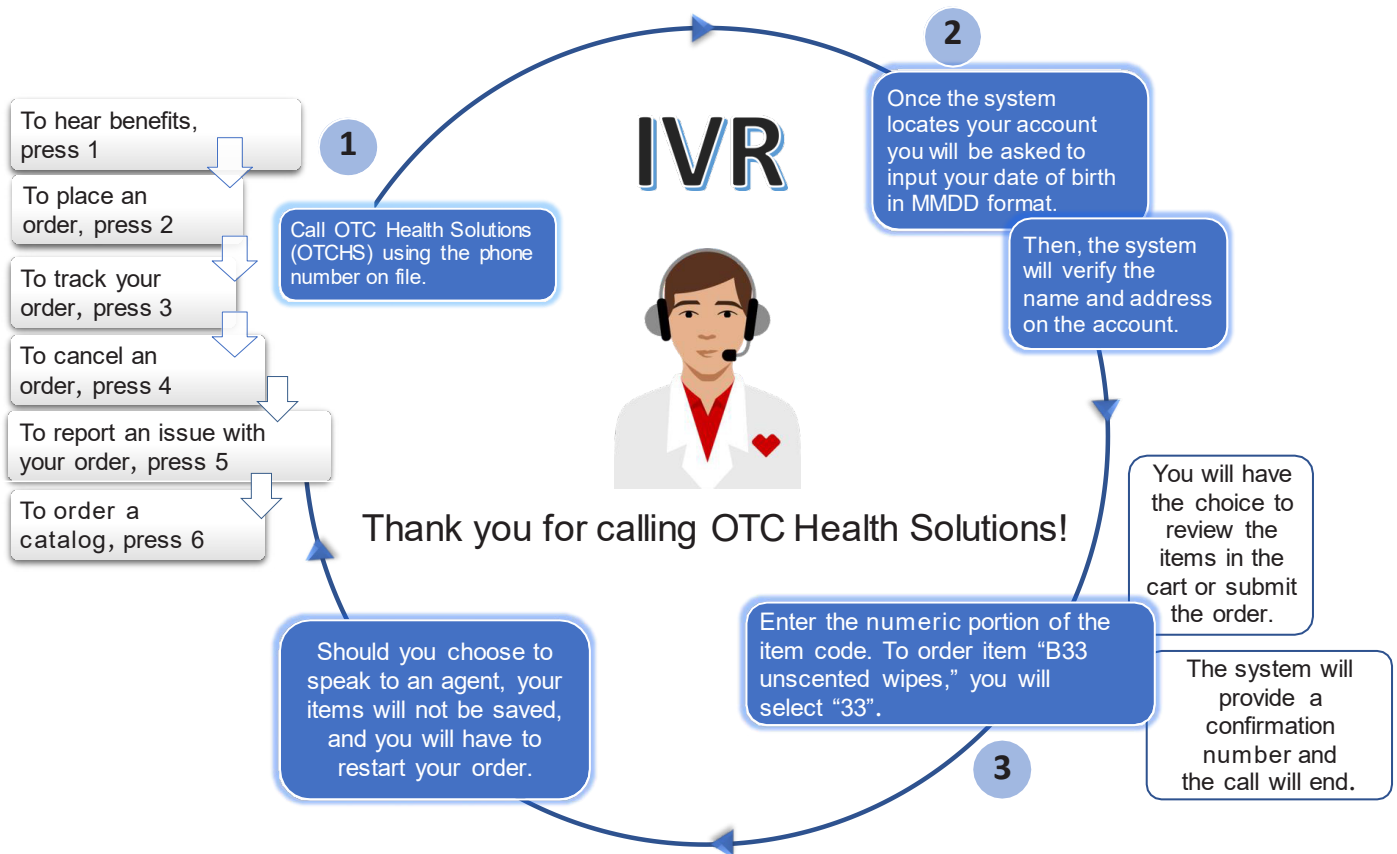 IVR
1
Call OTC Health Solutions
(OTCHS) using the phone
number on file.
To hear benefits,
press 1
To place an
order, press 2
To track your
order, press 3
To cancel an
order, press 4
To report an issue with
your order, press 5
To order a
catalog, press 6
2
Once the system
locates your account
you will be asked to
input your date of birth
in MMDD format.
Then, the system
will verify the
name and address
on the account.
Thank you for calling OTC Health Solutions!
3
Enter the numeric portion of the
item code. To order item “B33
unscented wipes,” you will
select “33”.
You will have
the choice to
review the
items in the
cart or submit
the order.
The system will
provide a
confirmation
number and
the call will end.
Should you choose to
speak to an agent, your
items will not be saved,
and you will have to
restart your order.